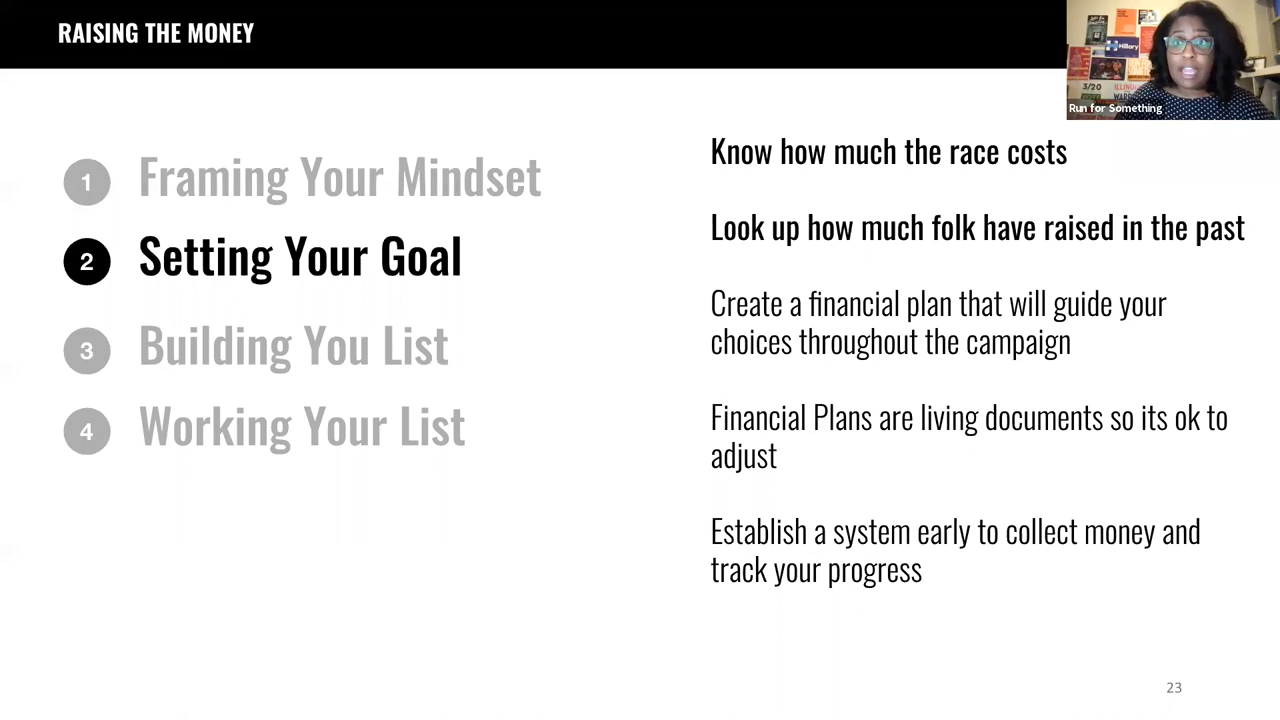 RAISING THE MONEY
Hillary
3/20
Run for Something
1 Framing Your Mindset
2 Setting Your Goal
3 Building You List
4 Working Your List
Know how much the race costs
Look up how much folk have raised in the past
Create a financial plan that will guide your
choices throughout the campaign
Financial Plans are living documents so its ok to
adjust
Establish a system early to collect money and
track your progress
23